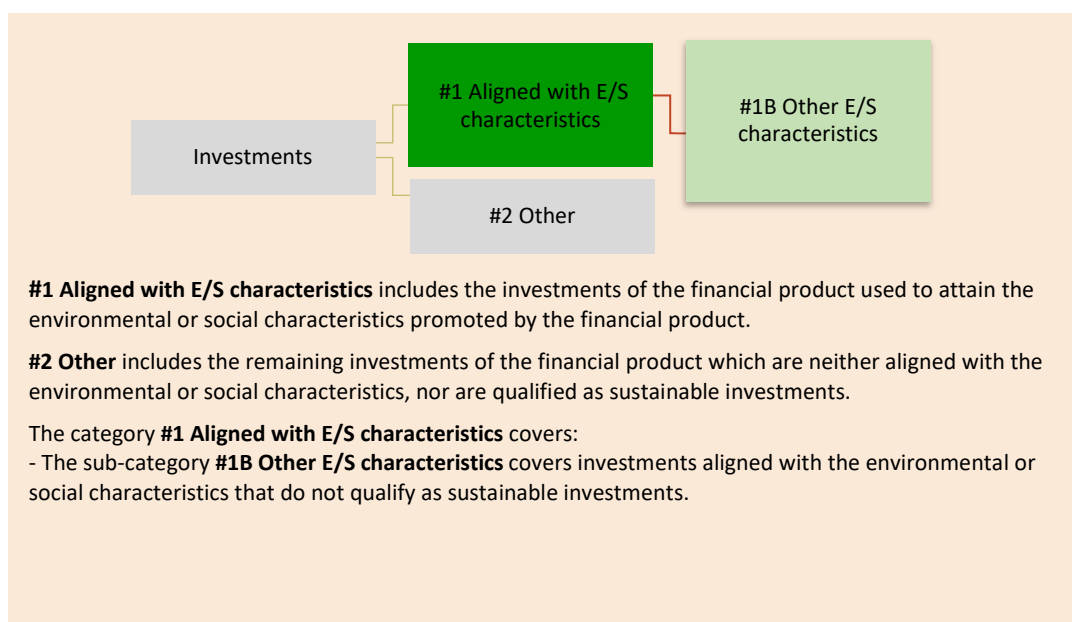 #1 Aligned with E/S
characteristics
#1B Other E/S
characteristics
Investments
#2 Other
#1 Aligned with E/S characteristics includes the investments of the financial product used to attain the
environmental or social characteristics promoted by the financial product.
#2 Other includes the remaining investments of the financial product which are neither aligned with the
environmental or social characteristics, nor are qualified as sustainable investments.
The category #1 Aligned with E/S characteristics covers:
- The sub-category #1B Other E/S characteristics covers investments aligned with the environmental or
social characteristics that do not qualify as sustainable investments.